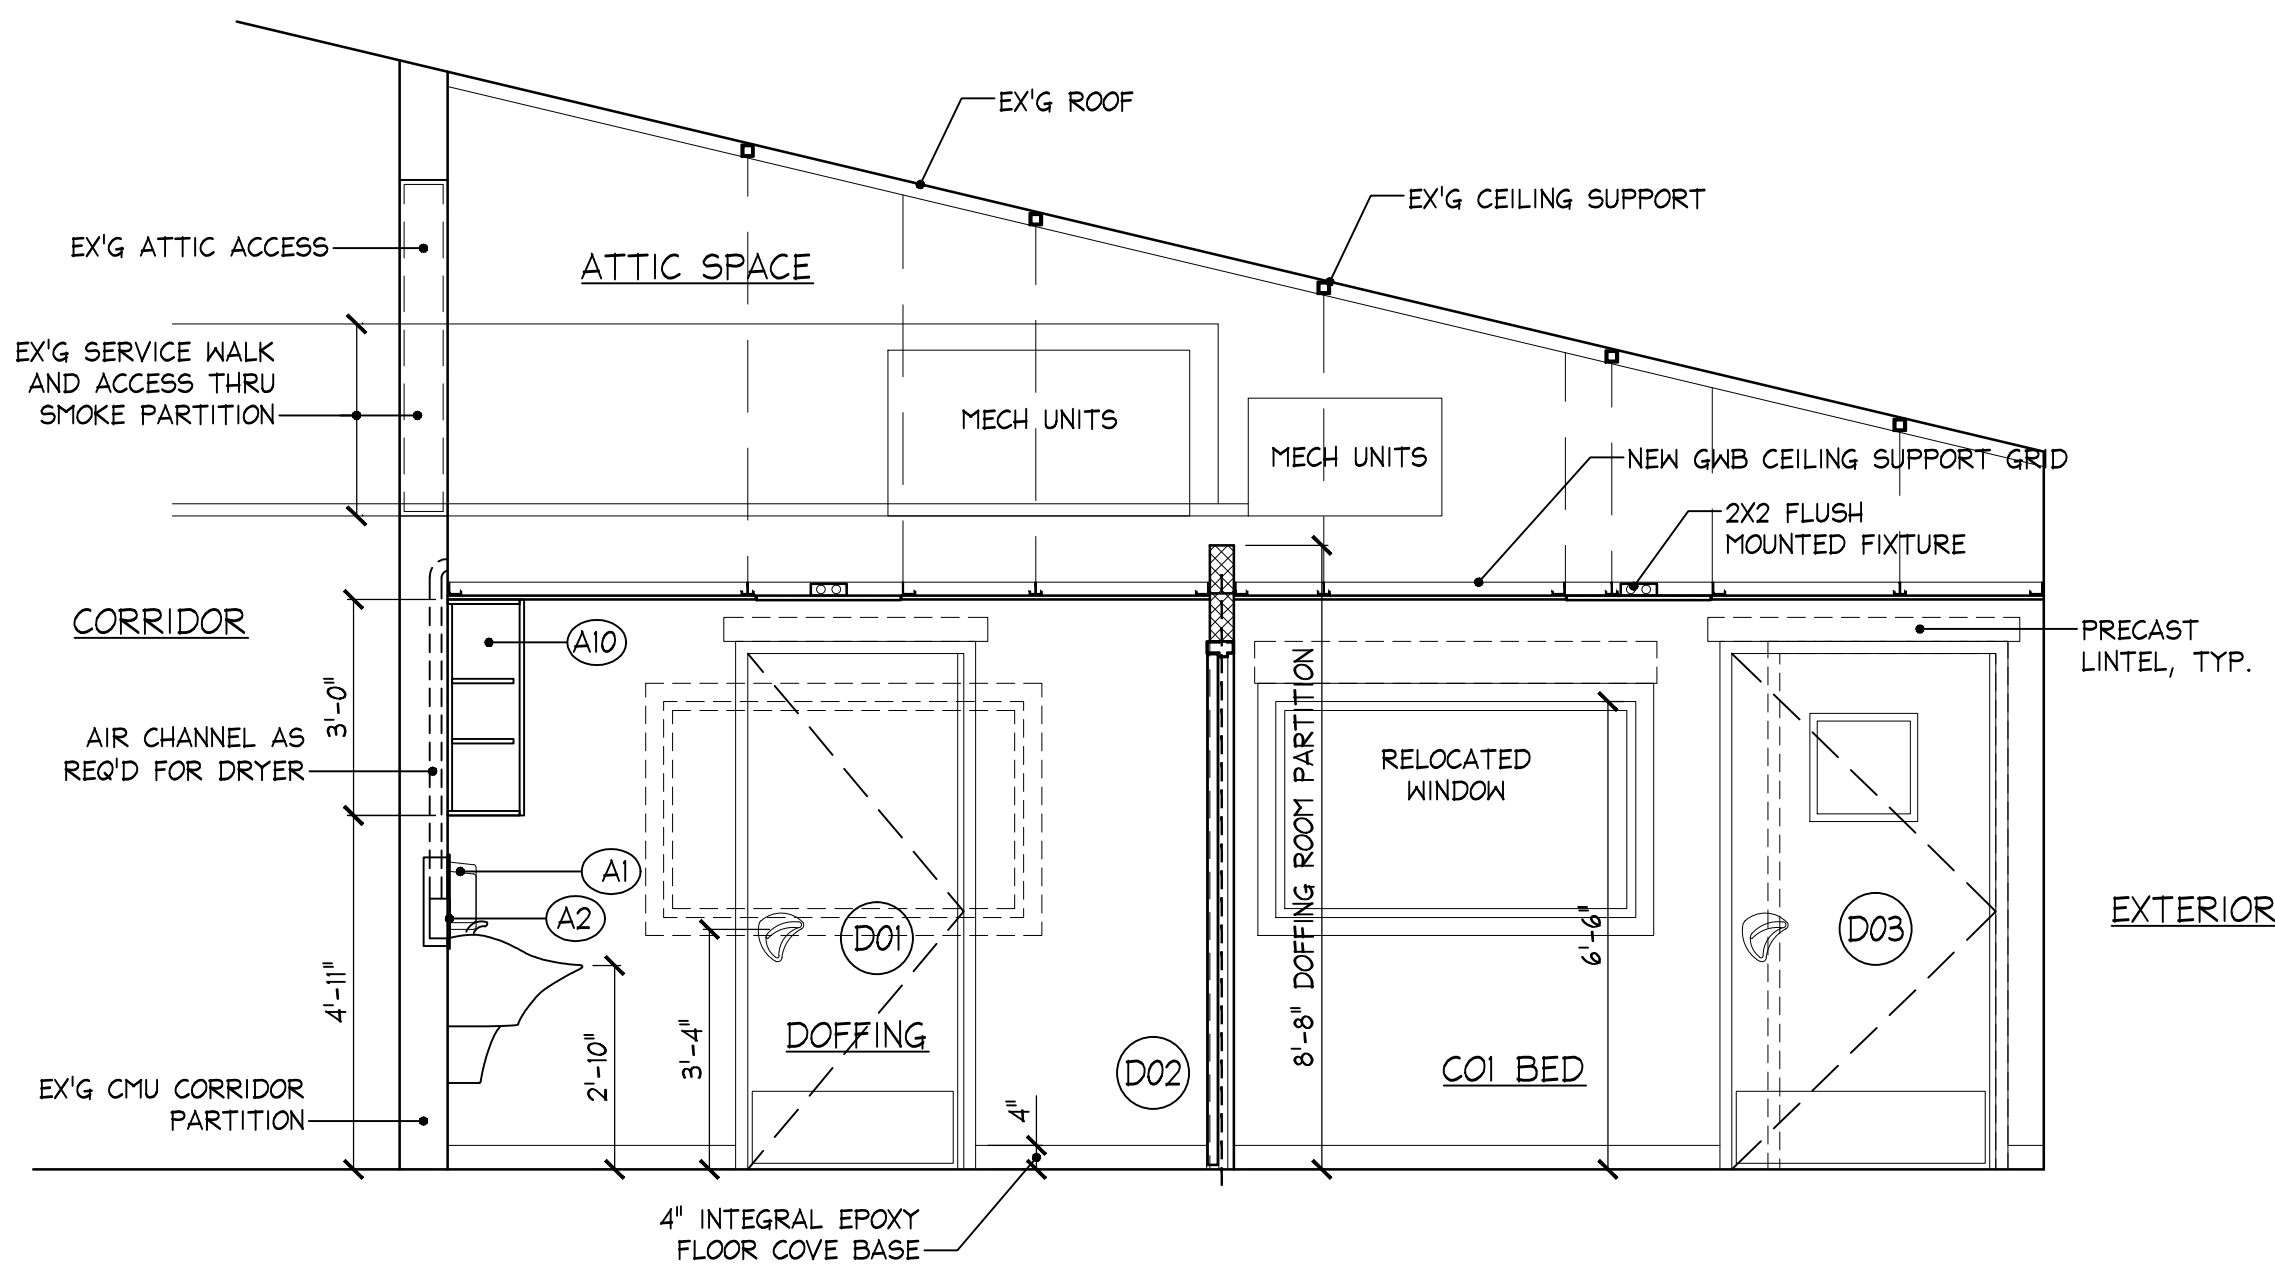 EX'G ROOF
EX'G CEILING SUPPORT
EX'G ATTIC ACCESS
ATTIC SPACE
EX'G SERVICE WALK
AND ACCESS THRU
SMOKE PARTITION
MECH UNITS
MECH UNITS
NEW GWB CEILING SUPPORT GRID
2X2 FLUSH
MOUNTED FIXTURE
CORRIDOR
A10
PRECAST
LINTEL, TYP.
3'-0"
AIR CHANNEL AS
REQ'D FOR DRYER
RELOCATED
WINDOW
A1
A2
D01
D03
EXTERIOR
8'-8" DOFFING ROOM PARTITION
6'-6"
4'-11"
2'-10"
3'-4"
DOFFING
D02
C01 BED
EX'G CMU CORRIDOR
PARTITION
4"
4" INTEGRAL EPOXY
FLOOR COVE BASE